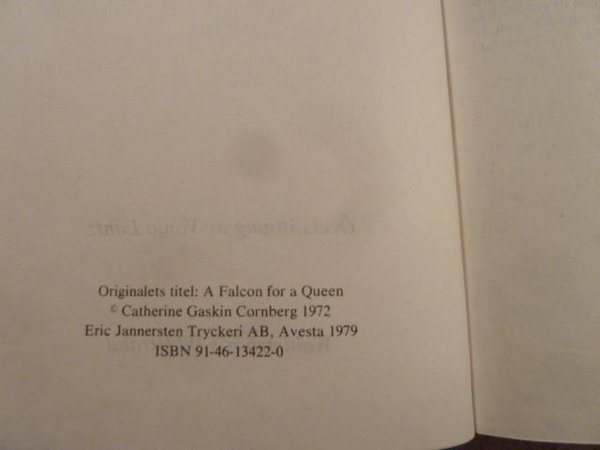 Originalets titel: A Falcon for a Queen
© Catherine Gaskin Cornberg 1972
Eric Jannersten Tryckeri AB, Avesta 1979
ISBN 91-46-13422-0